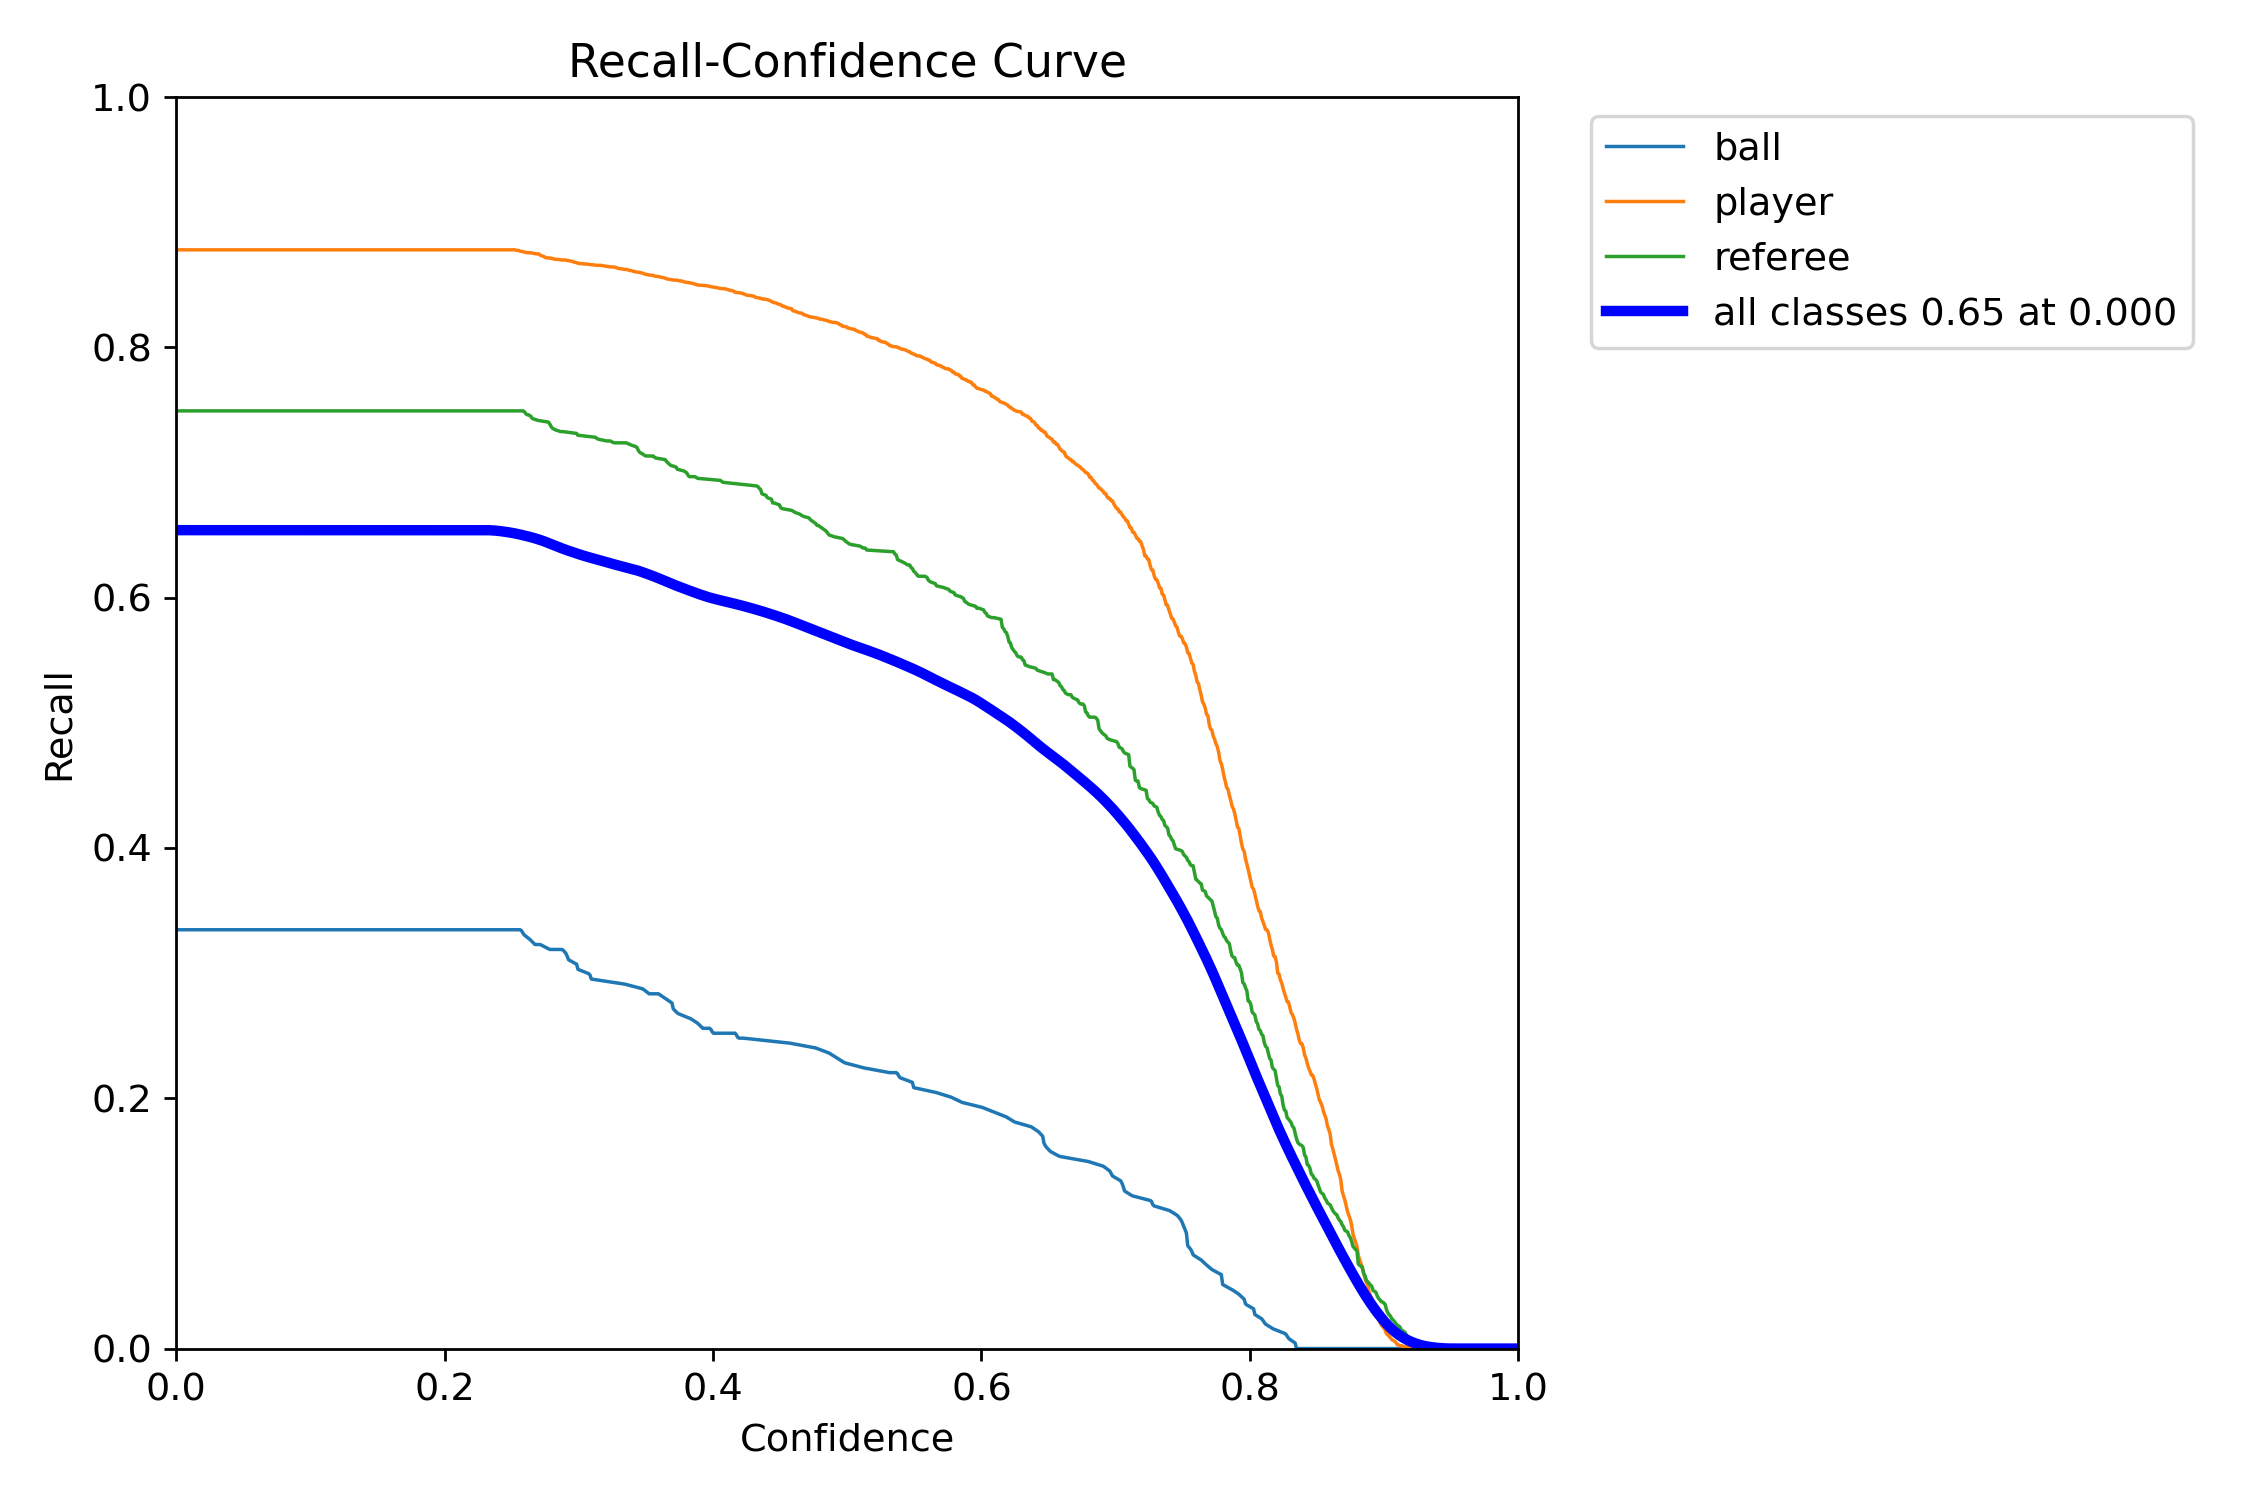 Recall-Confidence Curve
1.0
0.8
0.6
0.4
0.2
0.0
Recall
0.0 0.2 0.4 0.6 0.8 1.0
Confidence
ball
player
referee
all classes 0.65 at 0.000